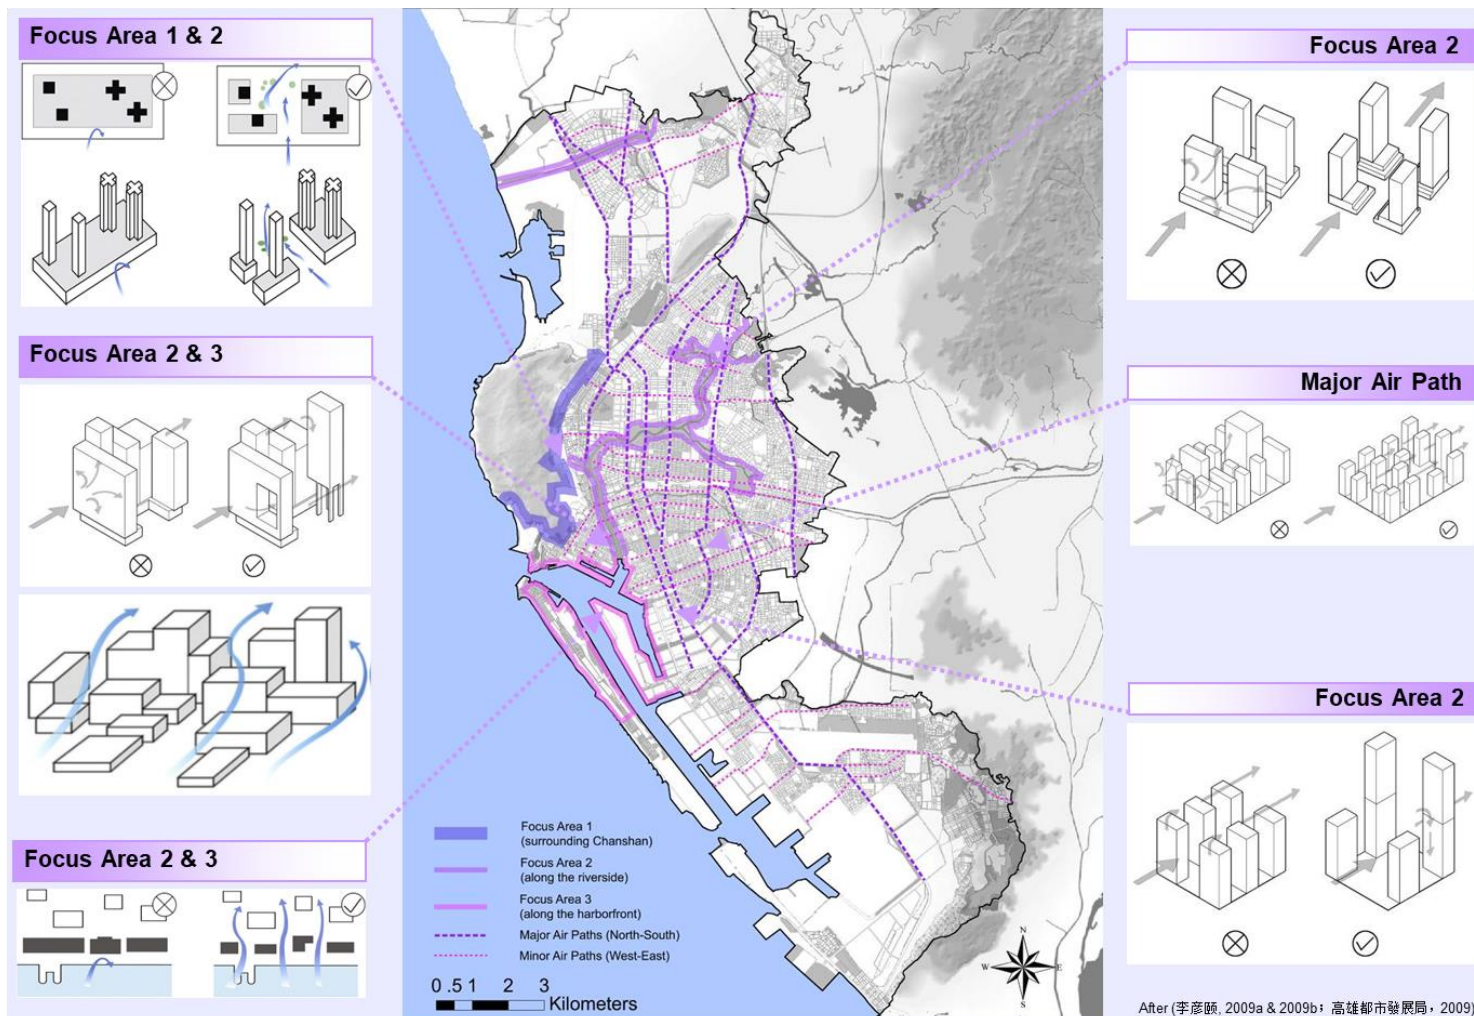 Focus Area 1 & 2
Focus Area 2 & 3
Focus Area 2 & 3
Focus Area 2
Major Air Path
Focus Area 2
Focus Area 1
(surrounding Chanshan)
Focus Area 2
(along the riverside)
Focus Area 3
(along the harborfront)
Major Air Paths (North-South)
Minor Air Paths (West-East)
0 .5 1 2 3
Kilometers
N
W E
S
After (李彦颐, 2009a & 2009b；高雄都市發展局，2009)